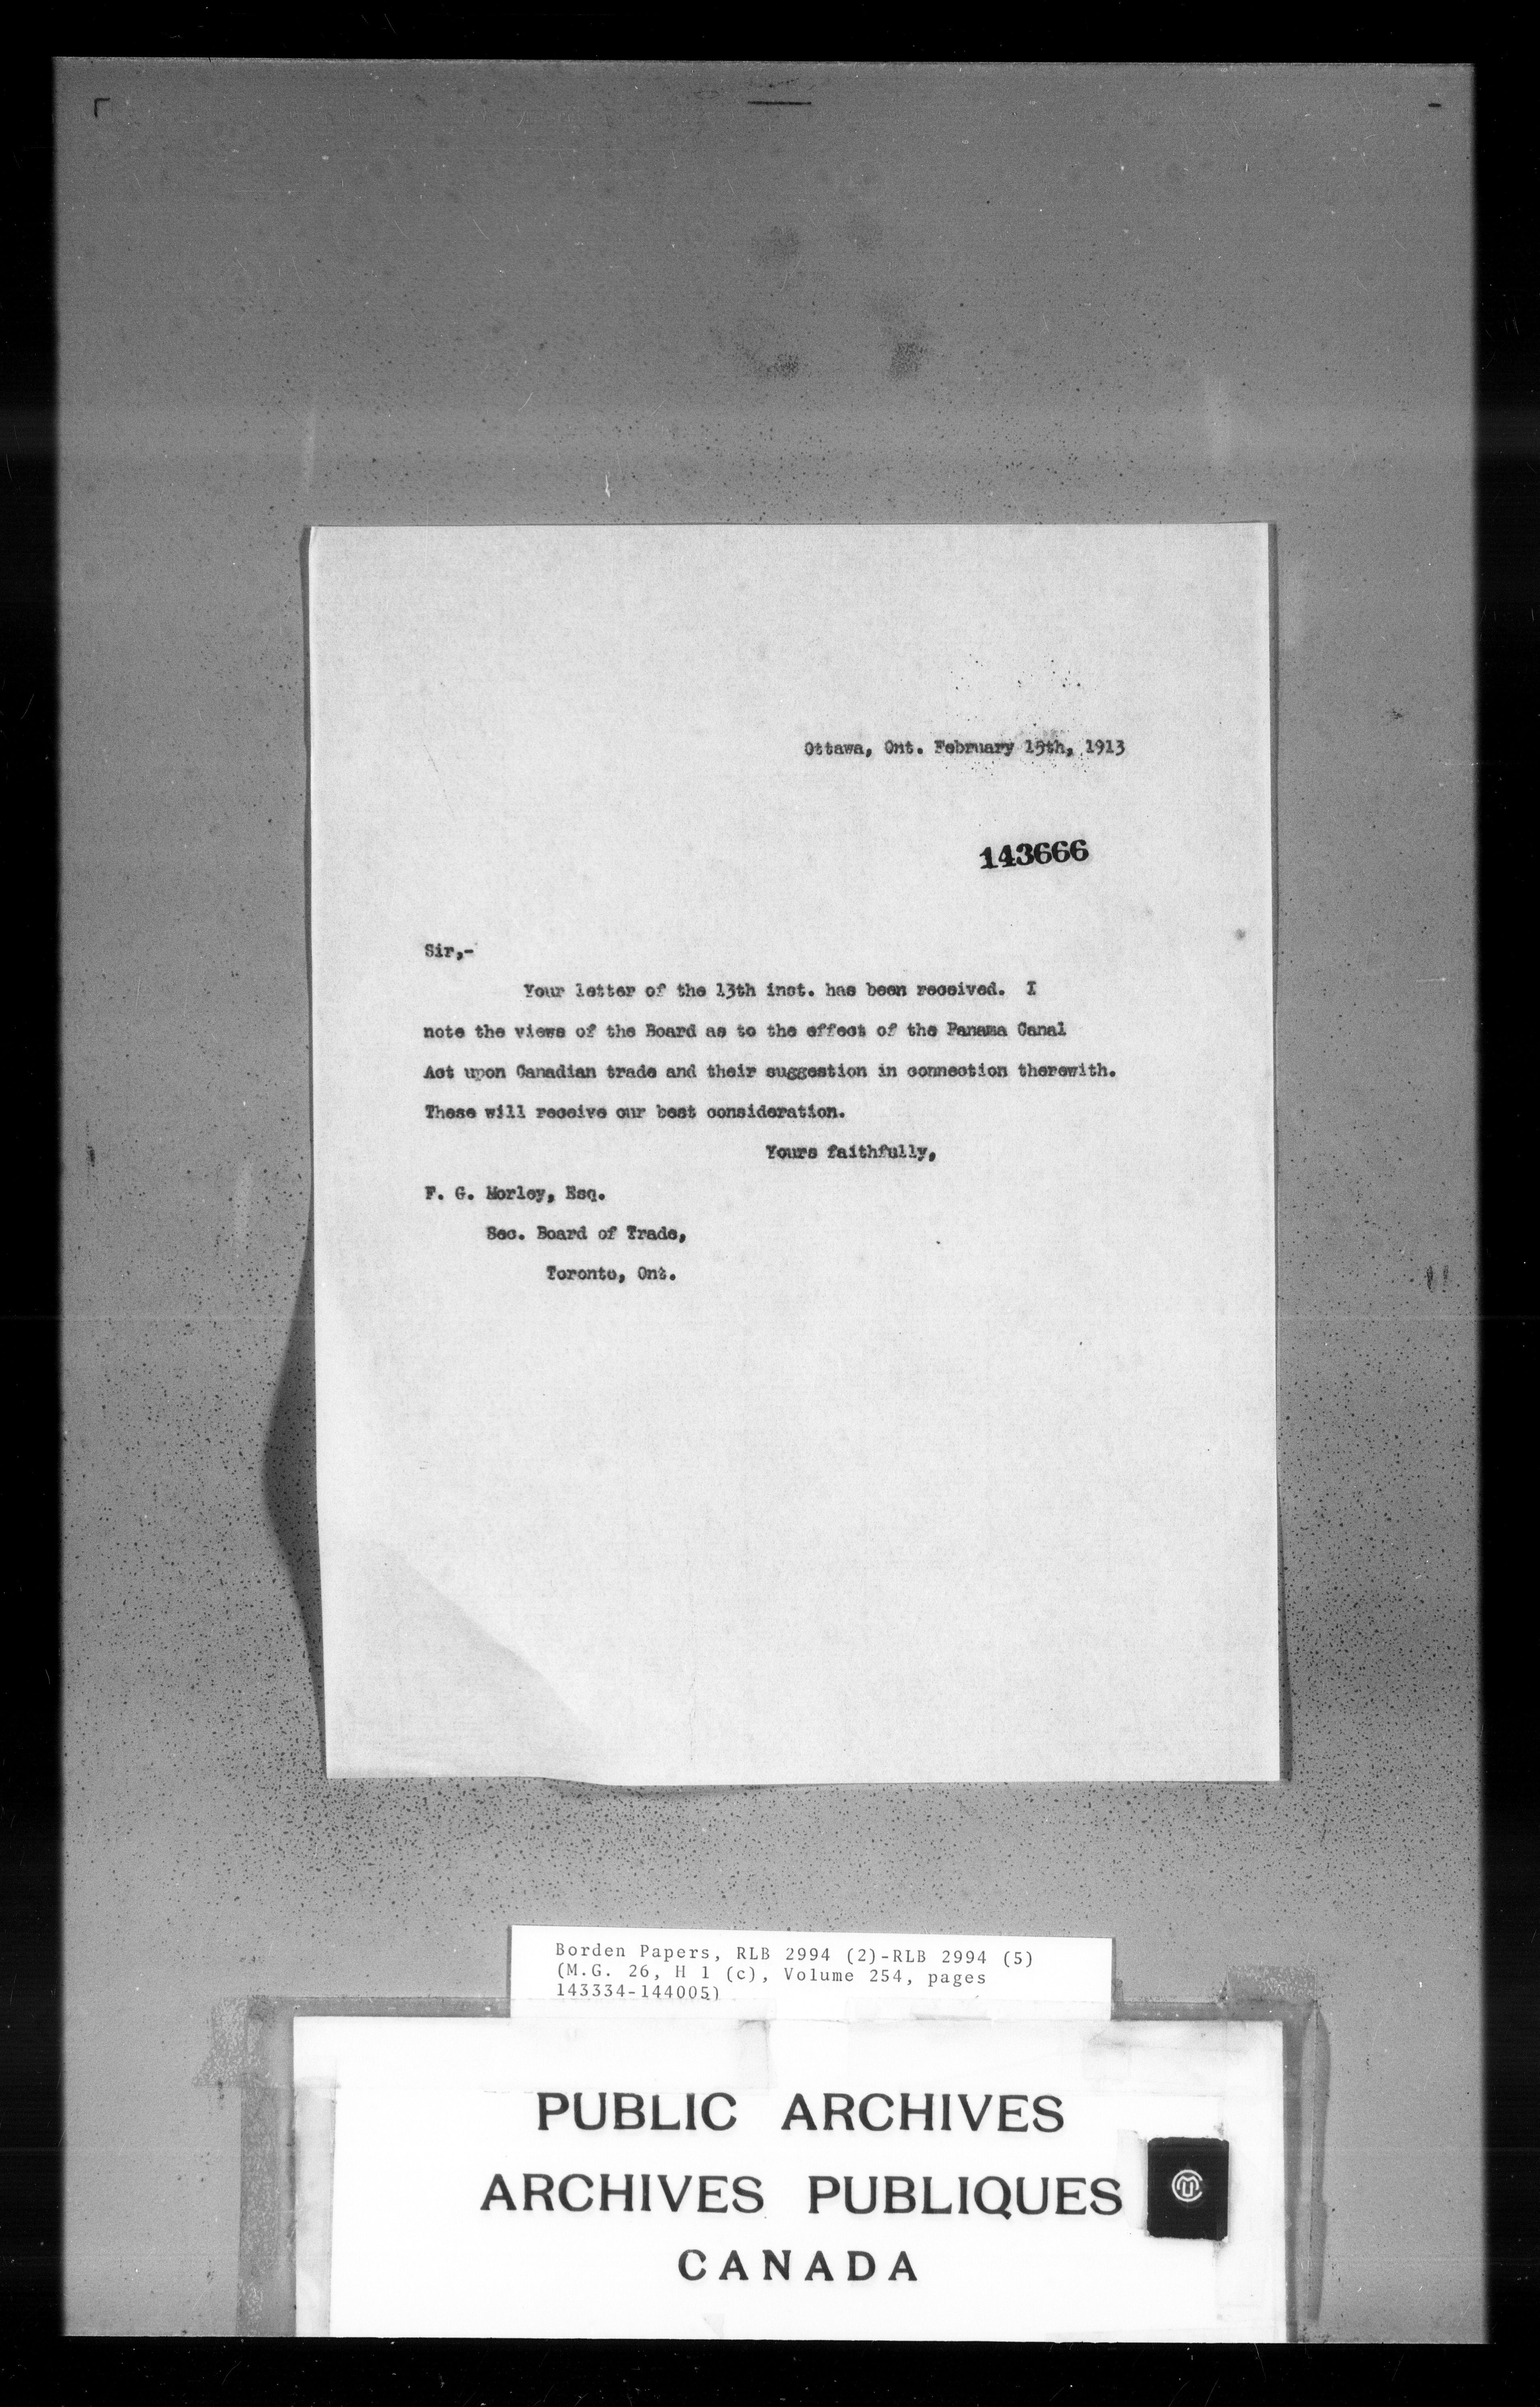 Ottawa, Ont. February 15th, 1913
143666
Sir,-
Your letter of the 13th inst. has been received. I
note the views of the Board as to the effect of the Panama Canal
Act upon Canadian trade and their suggestion in connection therewith.
These will receive our best consideration.
Yours faithfully,
F. G. Morley, Esq.
Sec. Board of Trade,
Toronto, Ont.
Borden Papers, RLB 2994 (2)-RLB 2994 (5)
(M.G. 26, H 1 (c), Volume 254, pages
143334-144005)
PUBLIC ARCHIVES
ARCHIVES PUBLIQUES
CANADA